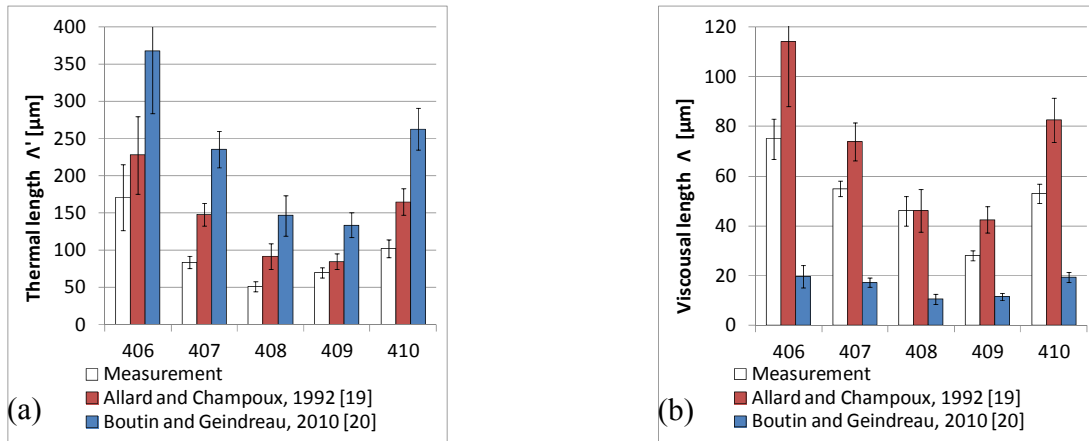 Thermal length Λ' [μm]
400
350
300
250
200
150
100
50
0
406 407 408 409 410
Measurement
Allard and Champoux, 1992 [19]
Boutin and Geindreau, 2010 [20]
(a)
Viscousal length Λ [μm]
120
100
80
60
40
20
0
406 407 408 409 410
Measurement
Allard and Champoux, 1992 [19]
Boutin and Geindreau, 2010 [20]
(b)